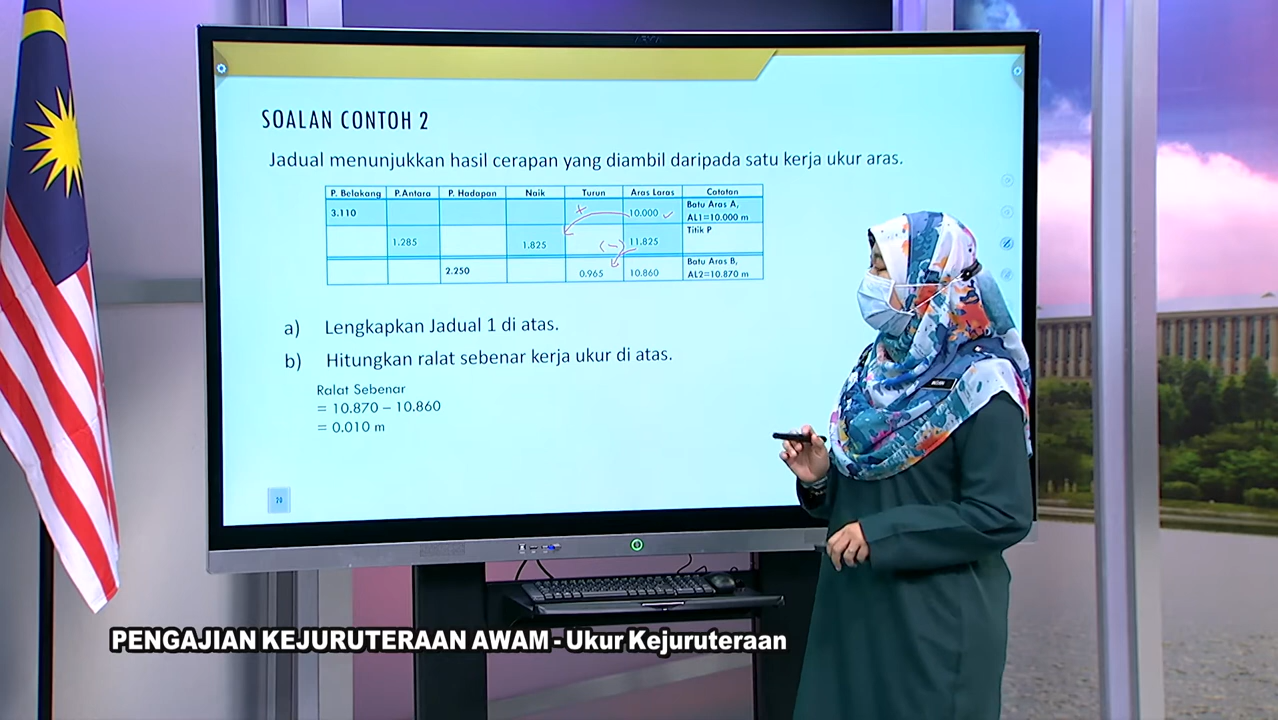 SOALAN CONTOH 2
Jadual menunjukkan hasil cerapan yang diambil daripada satu kerja ukur aras.
P. Belakang P.Antara P. Hadapan Naik Turun Aras Laras Catatan
3.110 10.000 Batu Aras A,
AL1=10.000 m
+
1.285 1.825 11.825 Titik P
(-)
2.250 0.965 10.860 Batu Aras B,
AL2=10.870 m
a) Lengkapkan Jadual 1 di atas.
b) Hitungkan ralat sebenar kerja ukur di atas.
Ralat Sebenar
= 10.870 – 10.860
= 0.010 m
20
PENGAJIAN KEJURUTERAAN AWAM - Ukur Kejuruteraan